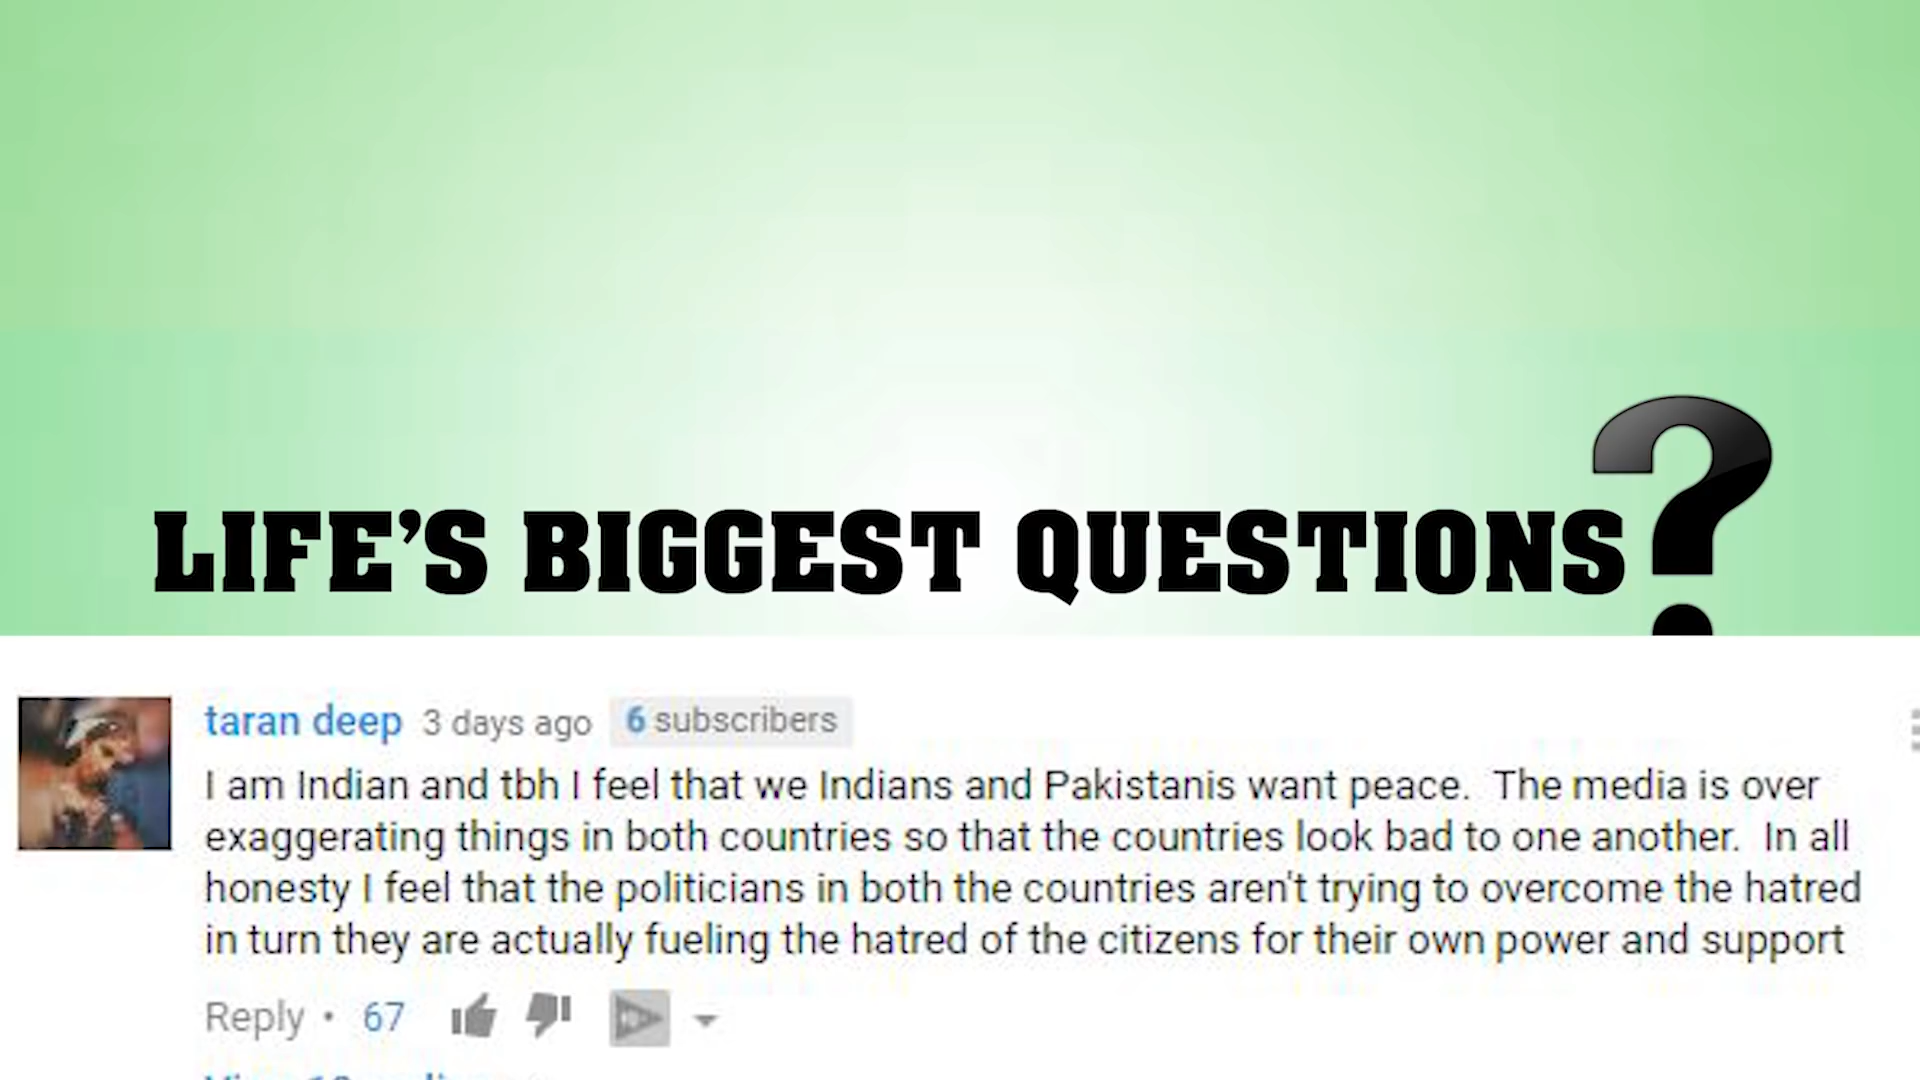 LIFE'S BIGGEST QUESTIONS?
taran deep 3 days ago 6 subscribers
I am Indian and tbh I feel that we Indians and Pakistanis want peace. The media is over
exaggerating things in both countries so that the countries look bad to one another. In all
honesty I feel that the politicians in both the countries aren't trying to overcome the hatred
in turn they are actually fueling the hatred of the citizens for their own power and support
Reply • 67